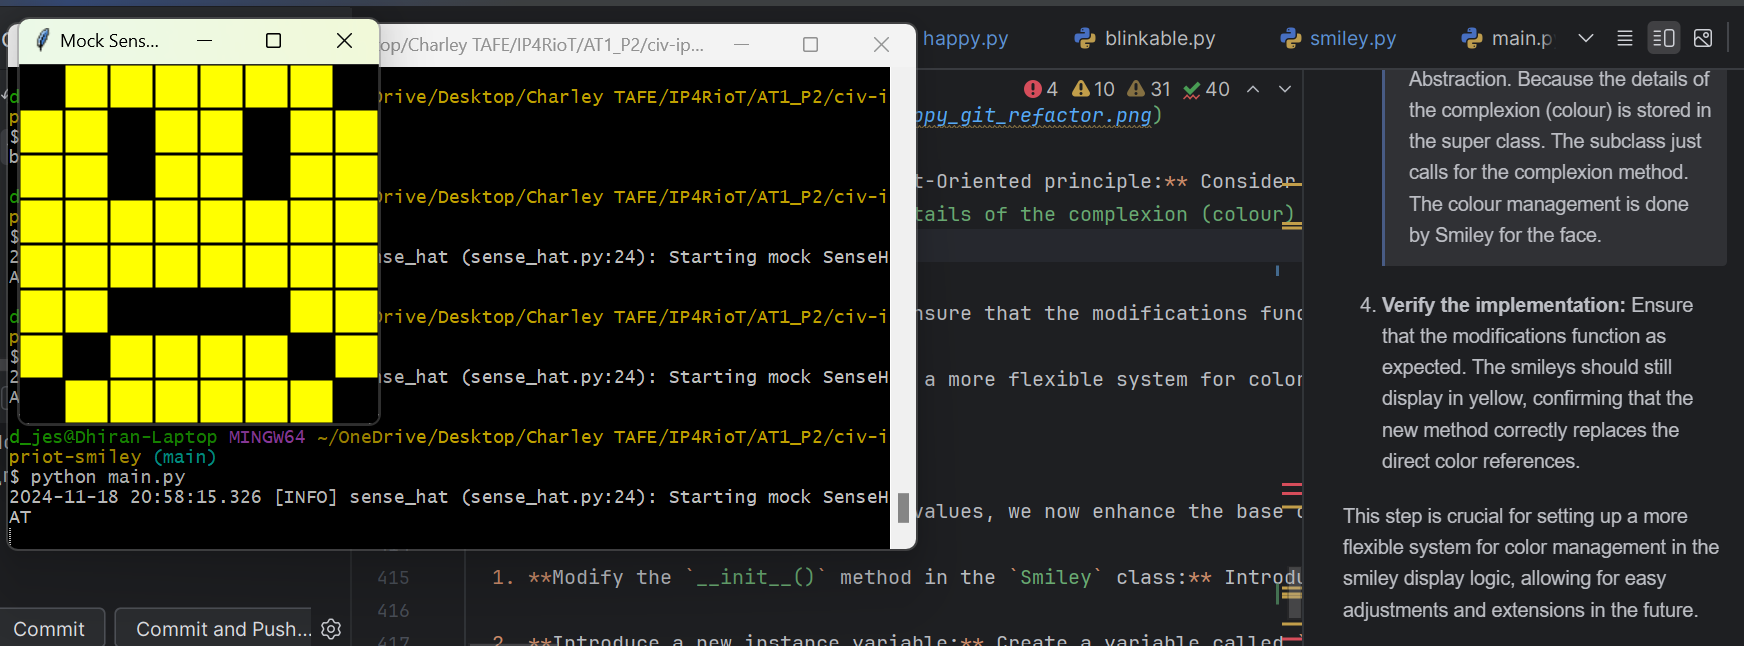 Mock Sens...
op/Charley TAFE/IP4RioT/AT1_P2/civ-ip...
happy.py
blinkable.py
smiley.py
main.p
Drive/Desktop/Charley TAFE/IP4RioT/AT1_P2/civ-i
$
b
Drive/Desktop/Charley TAFE/IP4RioT/AT1_P2/civ-i
$
2
se_hat (sense_hat.py:24): Starting mock SenseH
A
Drive/Desktop/Charley TAFE/IP4RioT/AT1_P2/civ-i
$
2
se_hat (sense_hat.py:24): Starting mock SenseH
A
d_jes@Dhiran-Laptop MINGW64 ~/OneDrive/Desktop/Charley TAFE/IP4RioT/AT1_P2/civ-i
priot-smiley (main)
$ python main.py
2024-11-18 20:58:15.326 [INFO] sense_hat (sense_hat.py:24): Starting mock SenseH
AT
4 10 31 40
ppy_git_refactor.png)
t-Oriented principle:** Consider
tails of the complexion (colour)
nsure that the modifications func
a more flexible system for color
values, we now enhance the base c
415 1. **Modify the `__init__()` method in the `Smiley` class:** Introdu
416
417 2. **Introduce a new instance variable:** Create a variable called `
Commit
Commit and Push...
Abstraction. Because the details of
the complexion (colour) is stored in
the super class. The subclass just
calls for the complexion method.
The colour management is done
by Smiley for the face.
4. Verify the implementation: Ensure
that the modifications function as
expected. The smileys should still
display in yellow, confirming that the
new method correctly replaces the
direct color references.
This step is crucial for setting up a more
flexible system for color management in the
smiley display logic, allowing for easy
adjustments and extensions in the future.